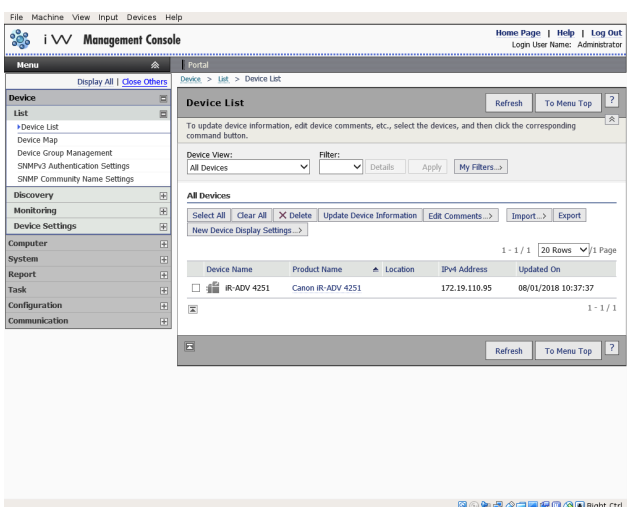 File Machine View Input Devices Help
Home Page | Help | Log Out
i W Management Console
Login User Name: Administrator
Menu
Portal
Display All | Close Others
Device > List > Device List
Device
List
Device List
Device Map
Device Group Management
SNMPv3 Authentication Settings
SNMP Community Name Settings
Discovery
Monitoring
Device Settings
Computer
System
Report
Task
Configuration
Communication
Device List
Refresh To Menu Top ?
To update device information, edit device comments, etc., select the devices, and then click the corresponding
command button.
Device View: Filter:
All Devices Details Apply My Filters...>
All Devices
Select All Clear All Delete Update Device Information Edit Comments...> Import...> Export
New Device Display Settings...>
1 - 1 / 1 20 Rows /1 Page
Device Name Product Name Location IPv4 Address Updated On
iR-ADV 4251 Canon iR-ADV 4251 172.19.110.95 08/01/2018 10:37:37
1 - 1 / 1
Refresh To Menu Top ?
Right Ctrl